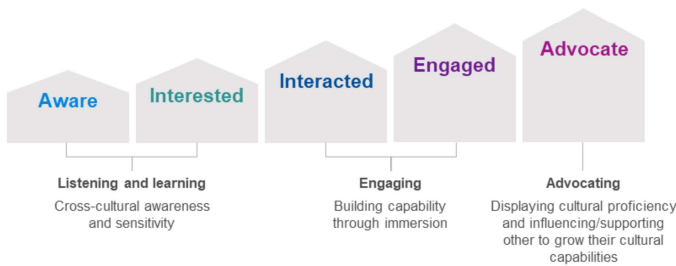 Aware
Interested
Interacted
Engaged
Advocate
Listening and learning
Cross-cultural awareness
and sensitivity
Engaging
Building capability
through immersion
Advocating
Displaying cultural proficiency
and influencing/supporting
other to grow their cultural
capabilities